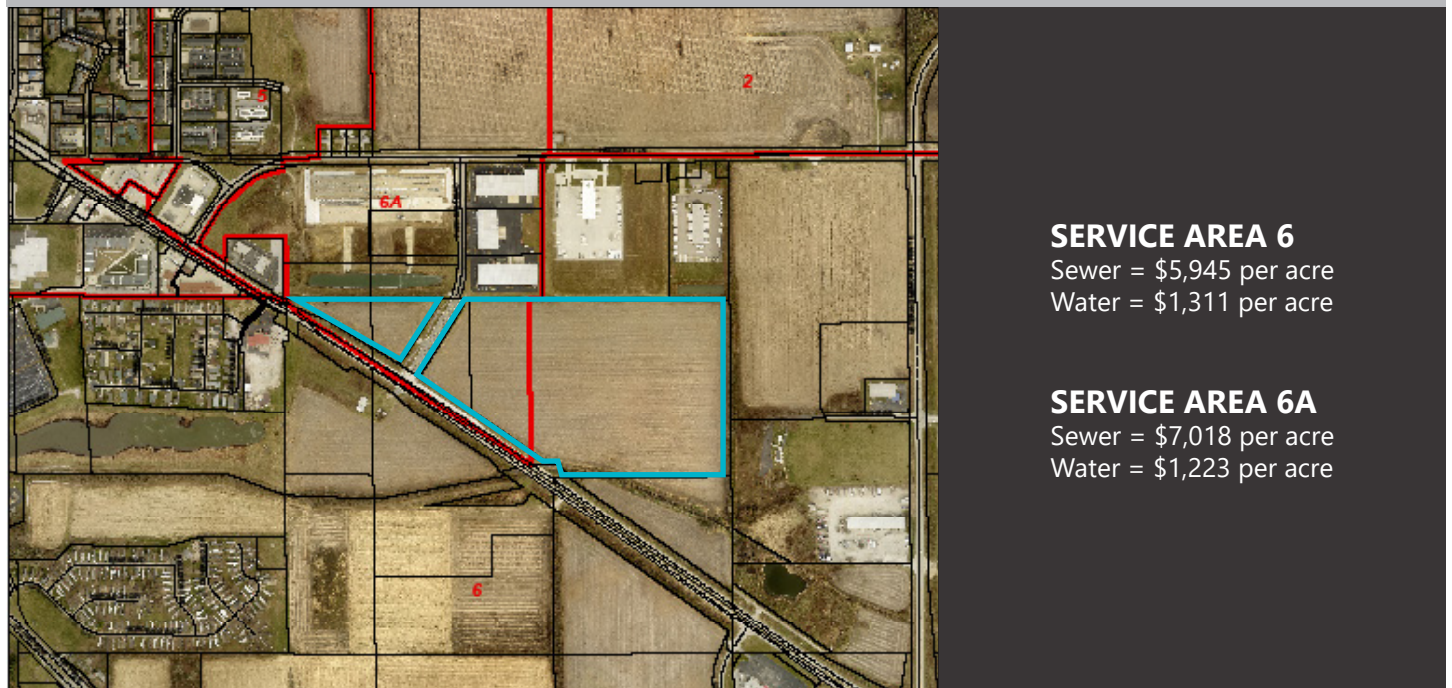 2
5
6A
6
SERVICE AREA 6
Sewer = $5,945 per acre
Water = $1,311 per acre
SERVICE AREA 6A
Sewer = $7,018 per acre
Water = $1,223 per acre